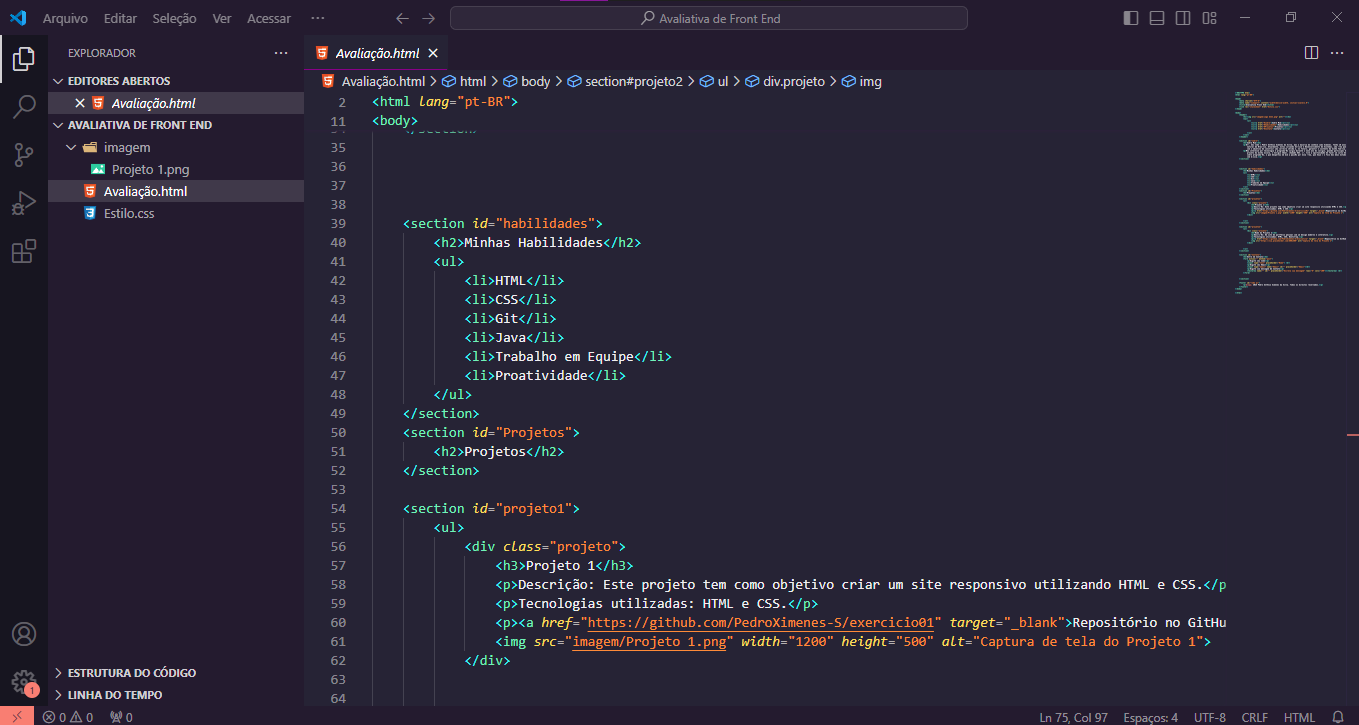 Arquivo Editar Seleção Ver Acessar ··· Avaliativa de Front End
EXPLORADOR ···
EDITORES ABERTOS
Avaliação.html
AVALIATIVA DE FRONT END
imagem
Projeto 1.png
Avaliação.html
Estilo.css
ESTRUTURA DO CÓDIGO
LINHA DO TEMPO
1
Avaliação.html
Avaliação.html > html > body > section#projeto2 > ul > div.projeto > img
2 <html lang="pt-BR">
11 <body>
34 </section>
35
36
37
38
39 <section id="habilidades">
40 <h2>Minhas Habilidades</h2>
41 <ul>
42 <li>HTML</li>
43 <li>CSS</li>
44 <li>Git</li>
45 <li>Java</li>
46 <li>Trabalho em Equipe</li>
47 <li>Proatividade</li>
48 </ul>
49 </section>
50 <section id="Projetos">
51 <h2>Projetos</h2>
52 </section>
53
54 <section id="projeto1">
55 <ul>
56 <div class="projeto">
57 <h3>Projeto 1</h3>
58 <p>Descrição: Este projeto tem como objetivo criar um site responsivo utilizando HTML e CSS.</p
59 <p>Tecnologias utilizadas: HTML e CSS.</p>
60 <p><a href="https://github.com/PedroXimenes-S/exercicio01" target="_blank">Repositório no GitHu
61 <img src="imagem/Projeto 1.png" width="1200" height="500" alt="Captura de tela do Projeto 1">
62 </div>
63
64
0 0 0 Ln 75, Col 97 Espaços: 4 UTF-8 CRLF HTML